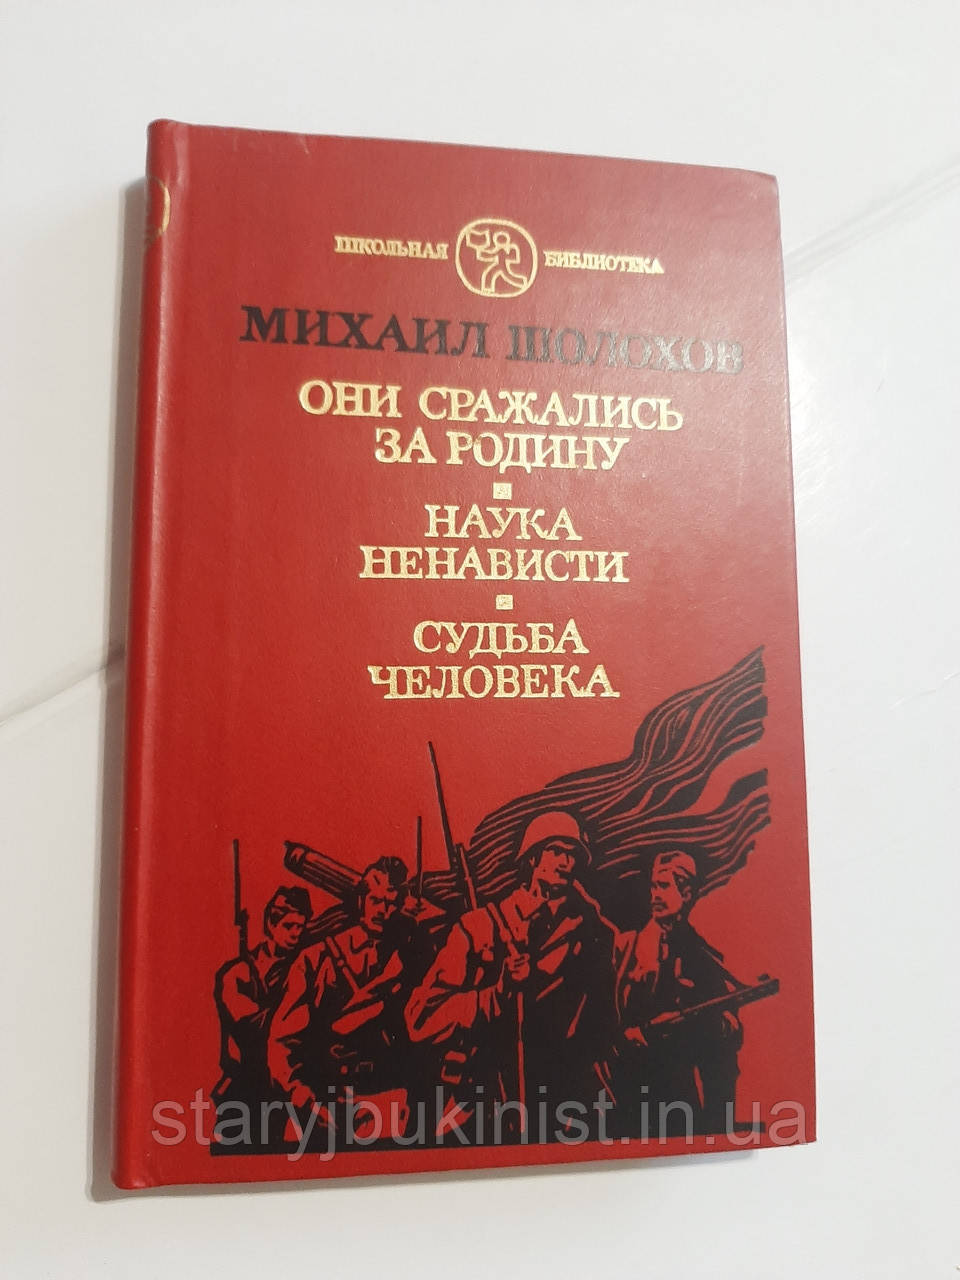 ШКОЛЬНАЯ БИБЛИОТЕКА
МИХАИЛ ШОЛОХОВ
ОНИ СРАЖАЛИСЬ
ЗА РОДИНУ
НАУКА
НЕНАВИСТИ
СУДЬБА
ЧЕЛОВЕКА
staryjbukinist.in.ua